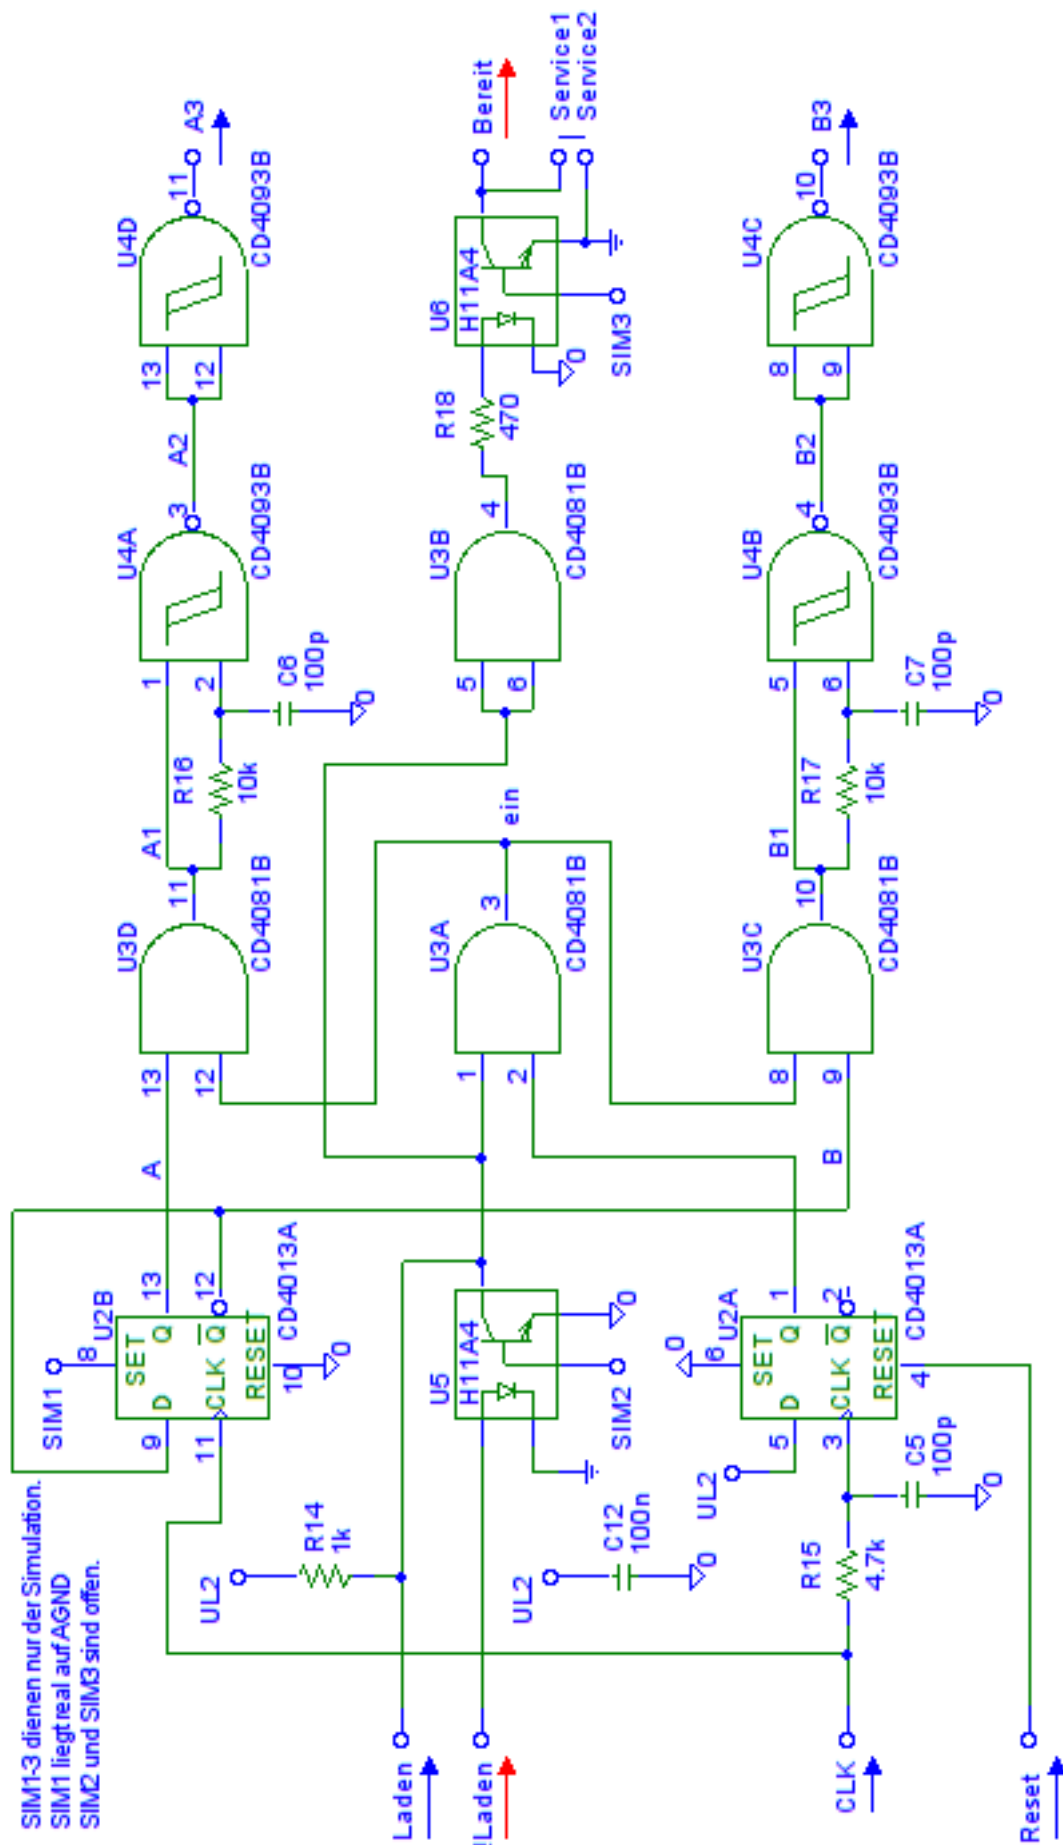 SIM1-3 dienen nur der Simulation.
SIM1 liegt real auf AGND
SIM2 und SIM3 sind offen.
SIM1
8
U2B
SET
9
D
Q
13
11
CLK
Q
12
RESET
10
CD4013A
0
A
13
12
U3D
11
CD4081B
A1
R16
10k
C6
100p
0
1
2
U4A
3
CD4093B
A2
13
12
U4D
11
CD4093B
A3
UL2
R14
1k
Laden
!Laden
U5
H11A4
0
SIM2
UL2
C12
100n
0
1
2
U3A
3
CD4081B
ein
5
6
U3B
4
CD4081B
R18
470
U6
H11A4
0
SIM3
Bereit
Service1
Service2
CLK
Reset
R15
4.7k
C5
100p
0
UL2
0
6
U2A
SET
5
D
Q
1
3
CLK
Q
2
RESET
4
CD4013A
B
8
9
U3C
10
CD4081B
B1
R17
10k
C7
100p
0
5
6
U4B
4
CD4093B
B2
8
9
U4C
10
CD4093B
B3